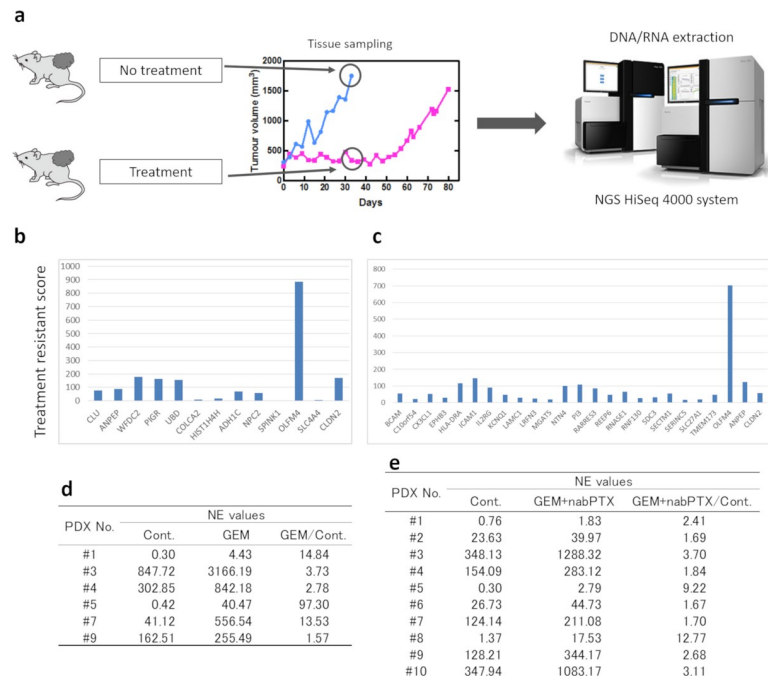 a
Tissue sampling
DNA/RNA extraction
No treatment
Treatment
Tumour volume (mm³)
2000
1500
1000
500
0
0 10 20 30 40 50 60 70 80
Days
NGS HiSeq 4000 system
b
Treatment resistant score
1000
900
800
700
600
500
400
300
200
100
0
CLU ANPEP WFDC2 PIGR UBD COLCA2 HIST1H4H ADH1C NPC2 SPINK1 OLFM4 SLC4A4 CLDN2
c
800
700
600
500
400
300
200
100
0
BCAM C10orf54 CX3CL1 EPHB3 HLA-DRA ICAM1 IL2RG KCNQ1 LAMC1 LRFN3 MGAT5 NTN4 PI3 RARRES3 REEP6 RNASE1 RNF130 SDC3 SECTM1 SERINC5 SLC27A1 TMEM173 OLFM4 ANPEP CLDN2
d
NE values
PDX No.
Cont. GEM GEM/Cont.
#1 0.30 4.43 14.84
#3 847.72 3166.19 3.73
#4 302.85 842.18 2.78
#5 0.42 40.47 97.30
#7 41.12 556.54 13.53
#9 162.51 255.49 1.57
e
NE values
PDX No.
Cont. GEM+nabPTX GEM+nabPTX/Cont.
#1 0.76 1.83 2.41
#2 23.63 39.97 1.69
#3 348.13 1288.32 3.70
#4 154.09 283.12 1.84
#5 0.30 2.79 9.22
#6 26.73 44.73 1.67
#7 124.14 211.08 1.70
#8 1.37 17.53 12.77
#9 128.21 344.17 2.68
#10 347.94 1083.17 3.11